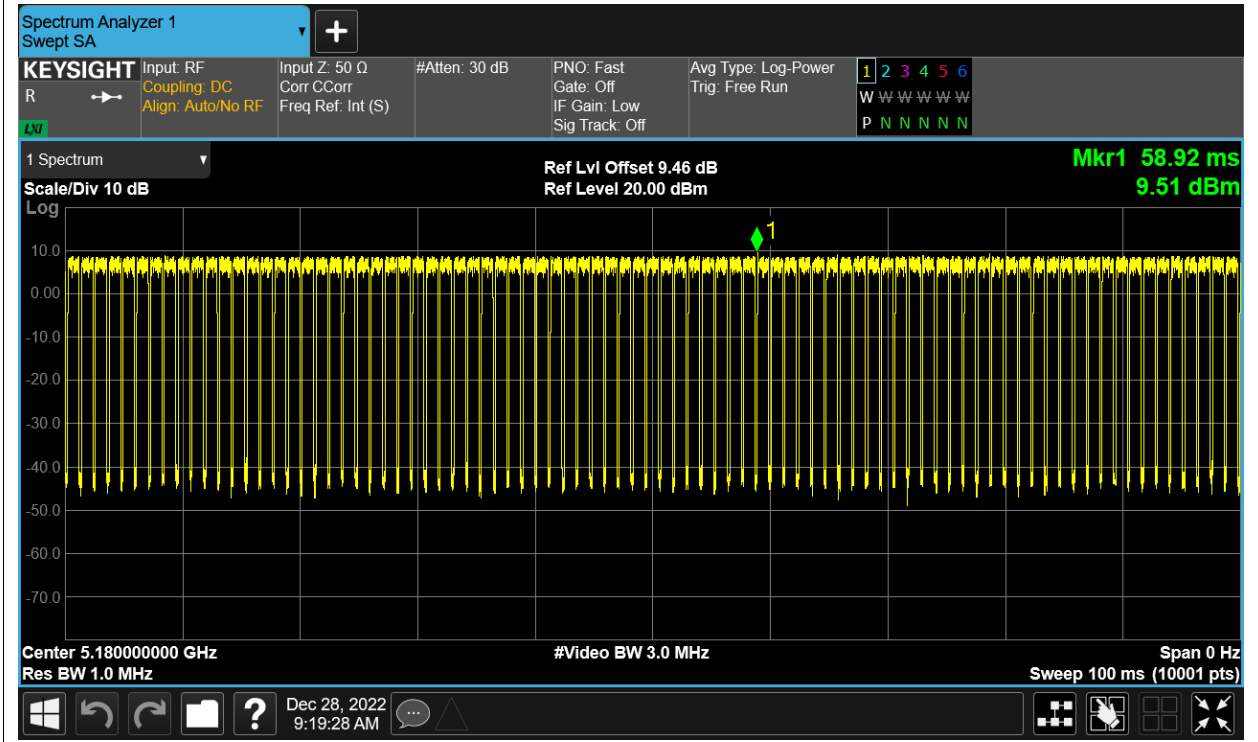 Spectrum Analyzer 1
Swept SA
+
KEYSIGHT
R
LXI
Input: RF
Coupling: DC
Align: Auto/No RF
Input Z: 50 Ω
Corr CCorr
Freq Ref: Int (S)
#Atten: 30 dB
PNO: Fast
Gate: Off
IF Gain: Low
Sig Track: Off
Avg Type: Log-Power
Trig: Free Run
1 2 3 4 5 6
W W W W W W
P N N N N N
1 Spectrum
Scale/Div 10 dB
Log
Ref Lvl Offset 9.46 dB
Ref Level 20.00 dBm
Mkr1 58.92 ms
9.51 dBm
1
10.0
0.00
-10.0
-20.0
-30.0
-40.0
-50.0
-60.0
-70.0
Center 5.180000000 GHz
Res BW 1.0 MHz
#Video BW 3.0 MHz
Span 0 Hz
Sweep 100 ms (10001 pts)
?
Dec 28, 2022
9:19:28 AM